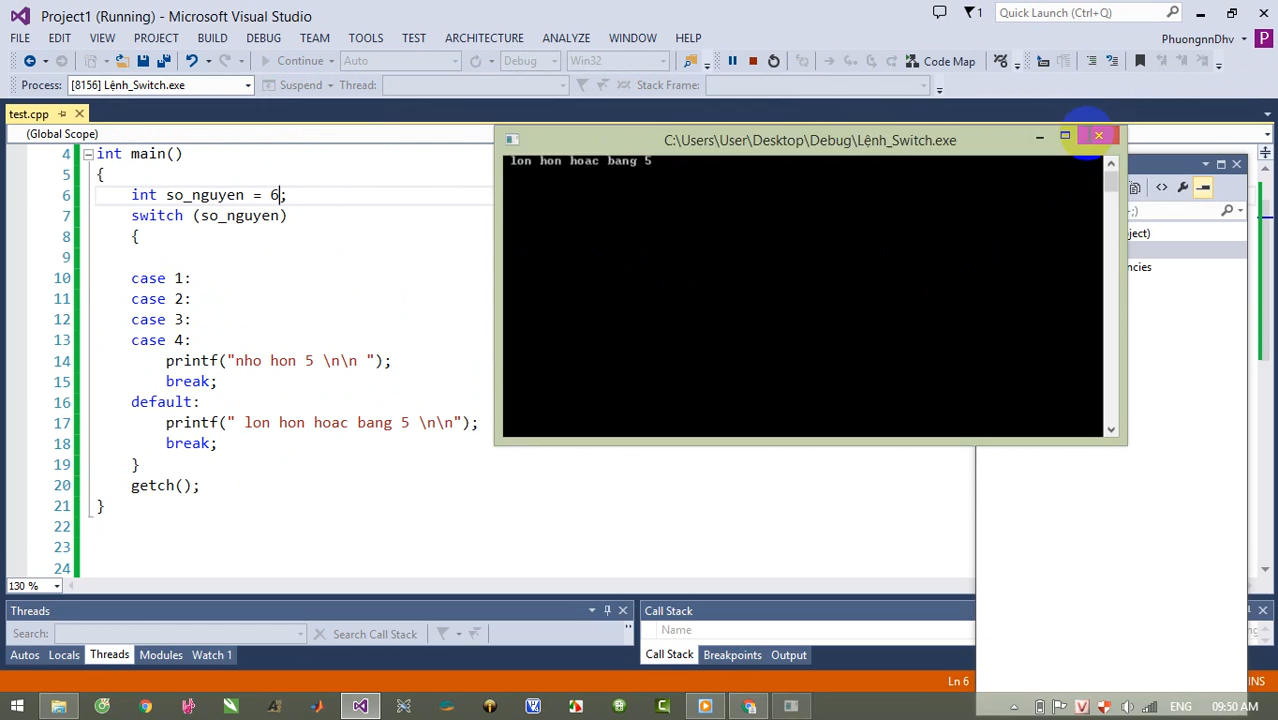 Project1 (Running) - Microsoft Visual Studio
1
Quick Launch (Ctrl+Q)
FILE EDIT VIEW PROJECT BUILD DEBUG TEAM TOOLS TEST ARCHITECTURE ANALYZE WINDOW HELP
PhuongnnDhv P
Continue Auto Debug Win32 Code Map
Process: [8156] Lệnh_Switch.exe Suspend Thread: Stack Frame:
test.cpp
(Global Scope)
C:\Users\User\Desktop\Debug\Lệnh_Switch.exe
lon hon hoac bang 5
4 int main()
5 {
6 int so_nguyen = 6;
7 switch (so_nguyen)
8 {
9
10 case 1:
11 case 2:
12 case 3:
13 case 4:
14 printf("nho hon 5 \n\n ");
15 break;
16 default:
17 printf(" lon hon hoac bang 5 \n\n");
18 break;
19 }
20 getch();
21 }
22
23
24
;)
ject)
ncies
130 %
Threads
Call Stack
Search: Search Call Stack
Name
Autos Locals Threads Modules Watch 1
Call Stack Breakpoints Output
Ln 6
INS
ENG 09:50 AM